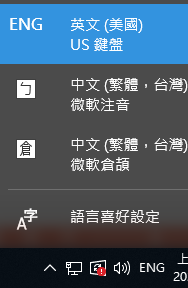 ENG 英文 (美國)
US 鍵盤
ㄅ 中文 (繁體，台灣)
微軟注音
倉 中文 (繁體，台灣)
微軟倉頡
A字 語言喜好設定
ENG 上
20